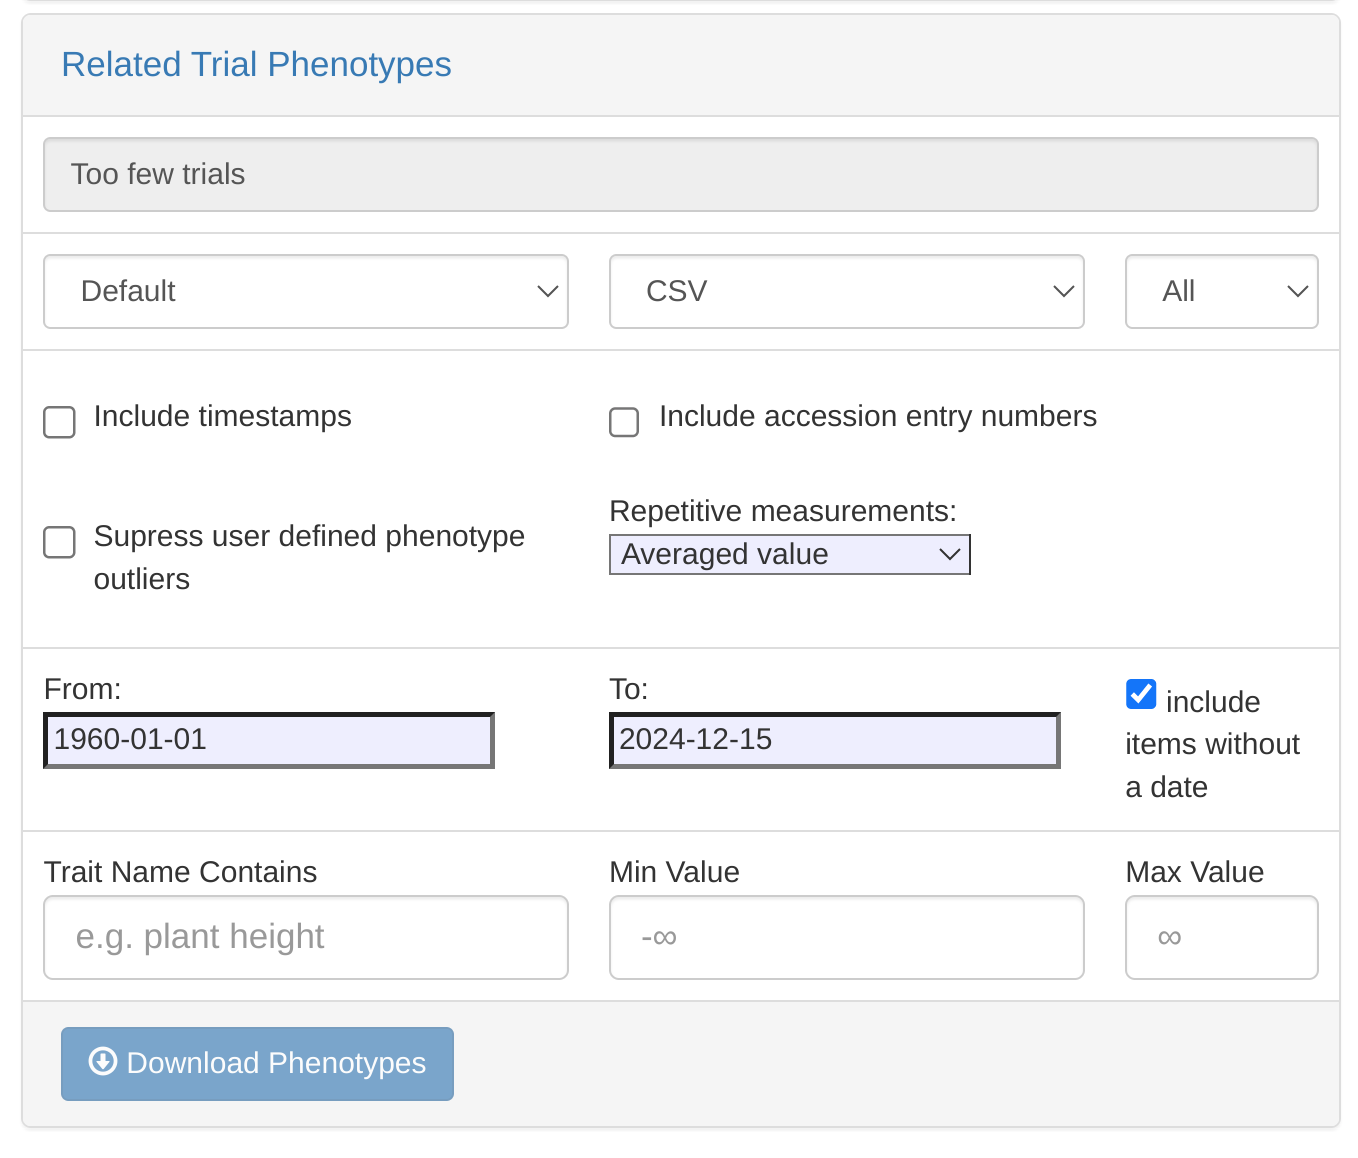 Related Trial Phenotypes
Too few trials
Default
CSV
All
Include timestamps
Include accession entry numbers
Supress user defined phenotype
outliers
Repetitive measurements:
Averaged value
From:
1960-01-01
To:
2024-12-15
include
items without
a date
Trait Name Contains
e.g. plant height
Min Value
-∞
Max Value
∞
Download Phenotypes